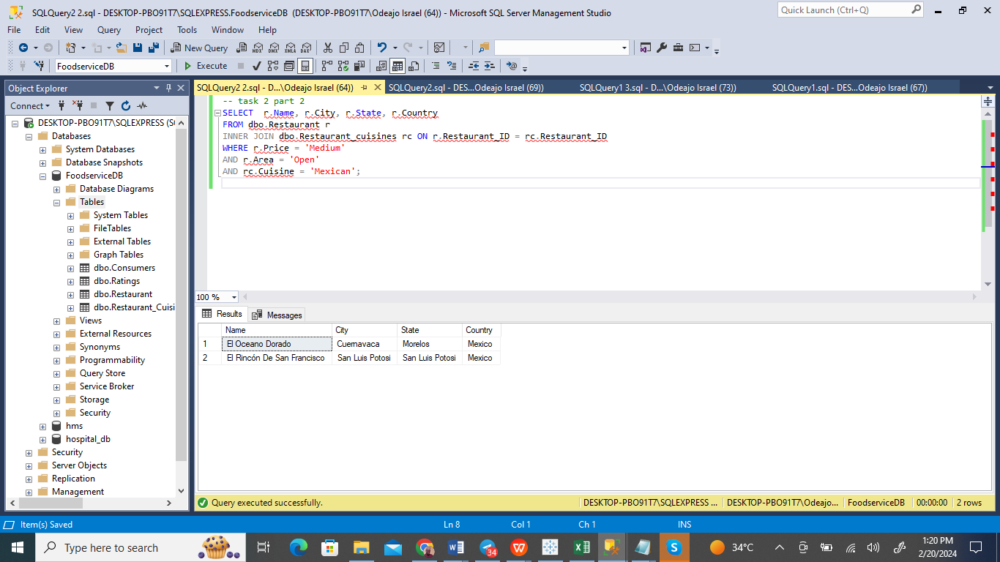 SQLQuery2 2.sql - DESKTOP-PBO91T7\SQLEXPRESS.FoodserviceDB (DESKTOP-PBO91T7\Odeajo Israel (64)) - Microsoft SQL Server Management Studio
Quick Launch (Ctrl+Q)
File Edit View Query Project Tools Window Help
New Query
MDX DMX XMLA DAX
FoodserviceDB
Execute
Object Explorer
SQLQuery2 2.sql - D...\Odeajo Israel (64))
SQLQuery2.sql - DES...Odeajo Israel (69))
SQLQuery1 3.sql - D...\Odeajo Israel (73))
SQLQuery1.sql - DES...Odeajo Israel (67))
Connect
DESKTOP-PBO91T7\SQLEXPRESS (S
Databases
System Databases
Database Snapshots
FoodserviceDB
Database Diagrams
Tables
System Tables
FileTables
External Tables
Graph Tables
dbo.Consumers
dbo.Ratings
dbo.Restaurant
dbo.Restaurant_Cuisi
Views
External Resources
Synonyms
Programmability
Query Store
Service Broker
Storage
Security
hms
hospital_db
Security
Server Objects
Replication
Management
-- task 2 part 2
SELECT r.Name, r.City, r.State, r.Country
FROM dbo.Restaurant r
INNER JOIN dbo.Restaurant_cuisines rc ON r.Restaurant_ID = rc.Restaurant_ID
WHERE r.Price = 'Medium'
AND r.Area = 'Open'
AND rc.Cuisine = 'Mexican';
100 %
Results Messages
Name City State Country
1 El Oceano Dorado Cuernavaca Morelos Mexico
2 El Rincón De San Francisco San Luis Potosi San Luis Potosi Mexico
Query executed successfully.
DESKTOP-PBO91T7\SQLEXPRESS ... DESKTOP-PBO91T7\Odeajo... FoodserviceDB 00:00:00 2 rows
Item(s) Saved Ln 8 Col 1 Ch 1 INS
Type here to search
34
34°C
1:20 PM
2/20/2024